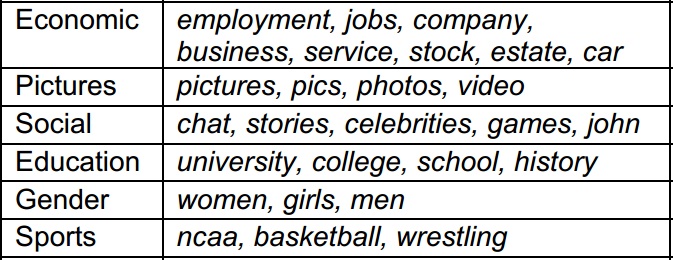 Economic employment, jobs, company,
business, service, stock, estate, car
Pictures pictures, pics, photos, video
Social chat, stories, celebrities, games, john
Education university, college, school, history
Gender women, girls, men
Sports ncaa, basketball, wrestling